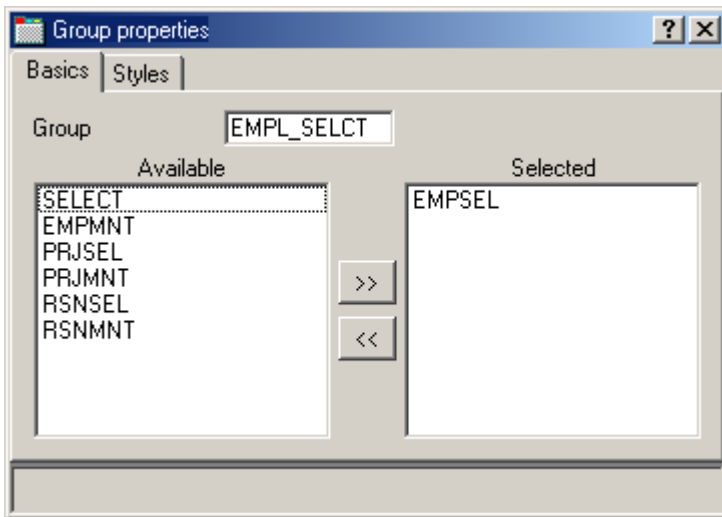 Group properties
? X
Basics Styles
Group EMPL_SELCT
Available Selected
SELECT EMPSEL
EMPMNT
PRJSEL
PRJMNT
RSNSEL
RSNMNT
>>
<<